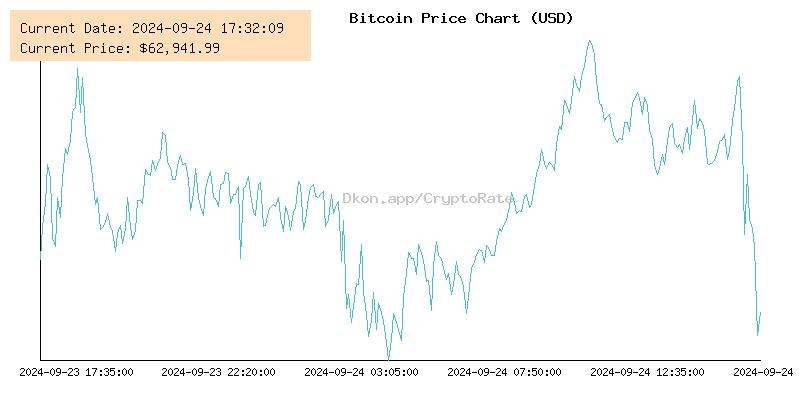 Bitcoin Price Chart (USD)
Current Date: 2024-09-24 17:32:09
Current Price: $62,941.99
Dkon.app/CryptoRate
2024-09-23 17:35:00 2024-09-23 22:20:00 2024-09-24 03:05:00 2024-09-24 07:50:00 2024-09-24 12:35:00 2024-09-24